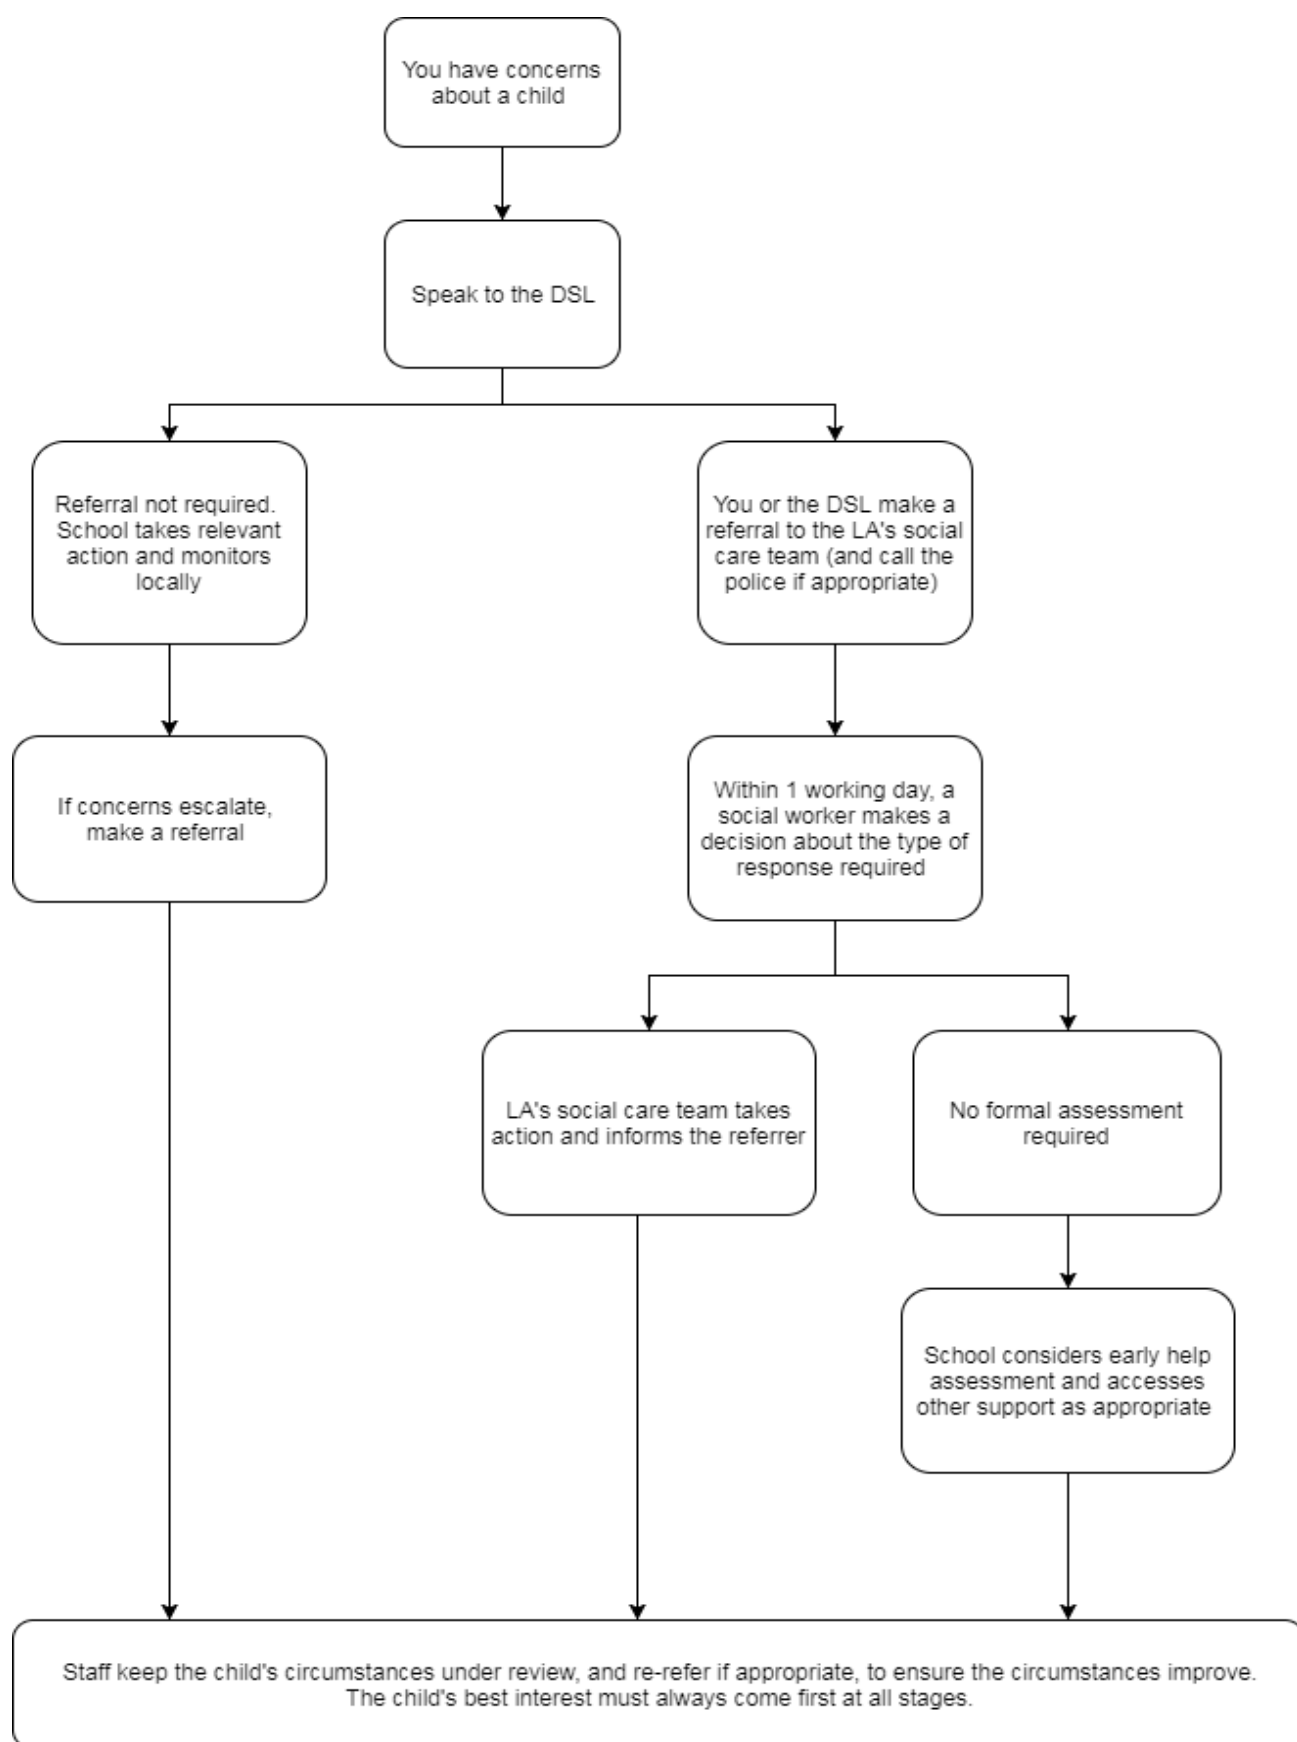 You have concerns
about a child
Speak to the DSL
Referral not required.
School takes relevant
action and monitors
locally
You or the DSL make a
referral to the LA's social
care team (and call the
police if appropriate)
If concerns escalate,
make a referral
Within 1 working day, a
social worker makes a
decision about the type of
response required
LA's social care team takes
action and informs the referrer
No formal assessment
required
School considers early help
assessment and accesses
other support as appropriate
Staff keep the child's circumstances under review, and re-refer if appropriate, to ensure the circumstances improve.
The child's best interest must always come first at all stages.